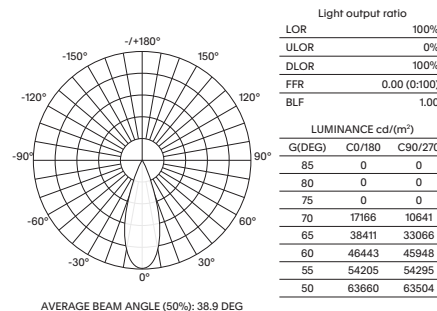 -/+180°
-150° 150°
-120° 120°
-90° 90°
-60° 60°
-30° 30°
0°
AVERAGE BEAM ANGLE (50%): 38.9 DEG
Light output ratio
LOR 100%
ULOR 0%
DLOR 100%
FFR 0.00 (0:100)
BLF 1.00
LUMINANCE cd/(m²)
G(DEG) C0/180 C90/270
85 0 0
80 0 0
75 0 0
70 17166 10641
65 38411 33066
60 46443 45948
55 54205 54295
50 63660 63504